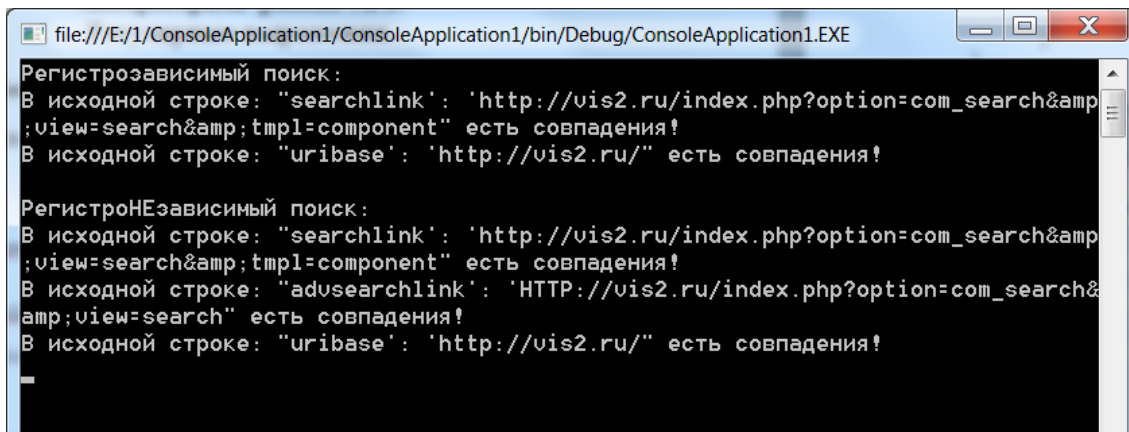 file:///E:/1/ConsoleApplication1/ConsoleApplication1/bin/Debug/ConsoleApplication1.EXE
Регистрозависимый поиск:
В исходной строке: "searchlink': 'http://vis2.ru/index.php?option=com_search&amp
;view=search&amp;tmpl=component" есть совпадения!
В исходной строке: "uribase': 'http://vis2.ru/" есть совпадения!
РегистроНЕзависимый поиск:
В исходной строке: "searchlink': 'http://vis2.ru/index.php?option=com_search&amp
;view=search&amp;tmpl=component" есть совпадения!
В исходной строке: "advsearchlink': 'HTTP://vis2.ru/index.php?option=com_search&
amp;view=search" есть совпадения!
В исходной строке: "uribase': 'http://vis2.ru/" есть совпадения!